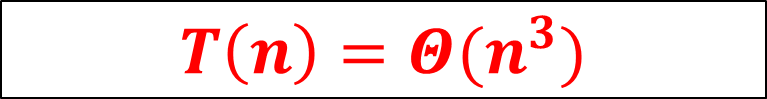 T(n) = Θ(n³)